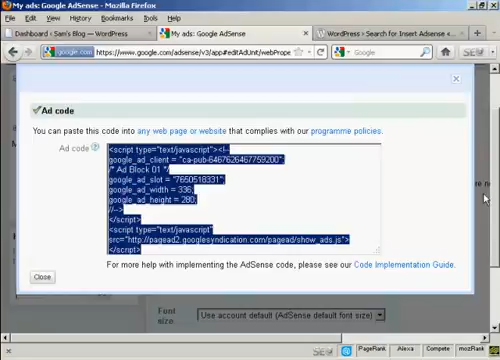 My ads: Google AdSense - Mozilla Firefox
File Edit View History Bookmarks Tools Help
Dashboard ‹ Sam's Blog — WordPress
My ads: Google AdSense
WordPress › Search for Insert Adsense «
google.com https://www.google.com/adsense/v3/app#editAdUnit/webPrope
Google
Ad code
You can paste this code into any web page or website that complies with our programme policies.
Ad code
<script type="text/javascript"><!--
google_ad_client = "ca-pub-6467626467759200";
/* Ad Block 01 */
google_ad_slot = "7650518331";
google_ad_width = 336;
google_ad_height = 280;
//-->
</script>
<script type="text/javascript"
src="http://pagead2.googlesyndication.com/pagead/show_ads.js">
</script>
For more help with implementing the AdSense code, please see our Code Implementation Guide.
Close
Font
size:
Use account default (AdSense default font size)
PageRank
Alexa
Compete
mozRank